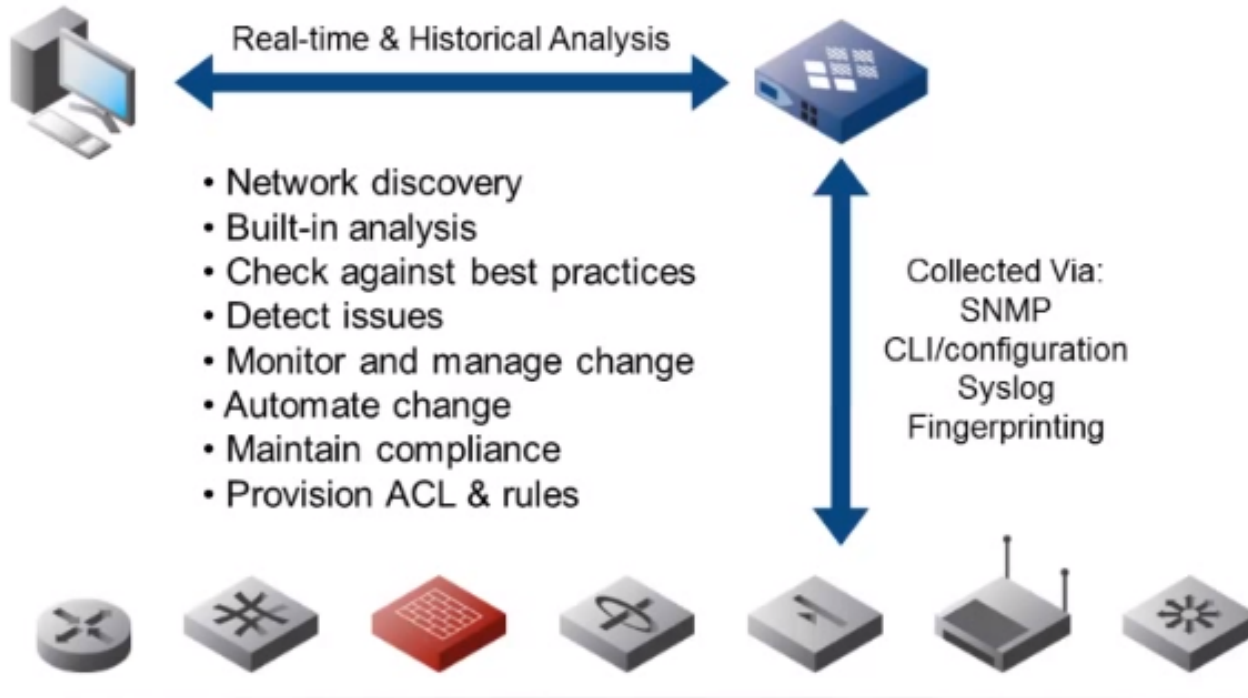 Real-time & Historical Analysis
• Network discovery
• Built-in analysis
• Check against best practices
• Detect issues
• Monitor and manage change
• Automate change
• Maintain compliance
• Provision ACL & rules
Collected Via:
SNMP
CLI/configuration
Syslog
Fingerprinting